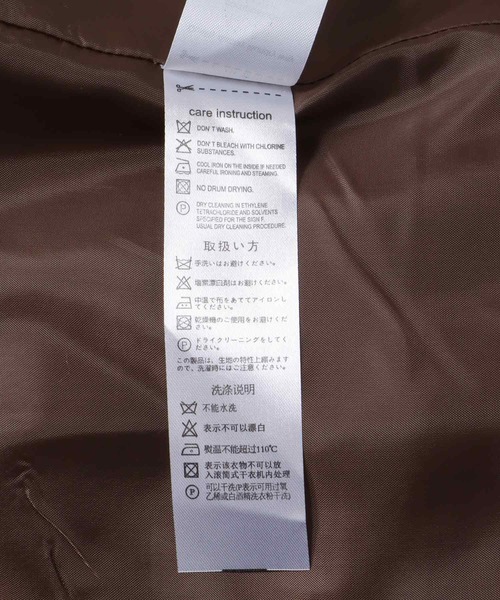 care instruction
DON'T WASH.
DON'T BLEACH WITH CHLORINE
SUBSTANCES.
COOL IRON ON THE INSIDE IF NEEDED
CAREFUL IRONING AND STEAMING.
NO DRUM DRYING.
DRY CLEANING IN ETHYLENE
TETRACHLORIDE AND SOLVENTS
SPECIFIED FOR THE SIGN F.
USUAL DRY CLEANING PROCEDURE.
取扱い方
手洗いはお避けください。
塩素漂白剤はお避けください。
中温で布をあててアイロンし
てください。
乾燥機のご使用をお避けくださ
い。
ドライクリーニングをしてくだ
さい。
この製品は、生地の特性上縮みます
ので、洗濯時にはご注意ください。
洗涤说明
不能水洗
表示不可以漂白
熨温不能超过110℃
表示该衣物不可以放
入滚筒式干衣机内处理
P
可以干洗(P表示可用过氧
乙稀或白酒精洗衣粉干洗)